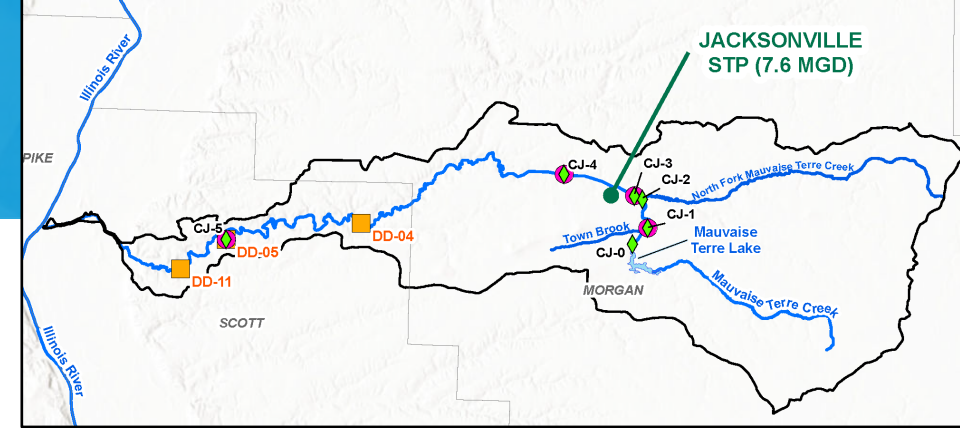 JACKSONVILLE
STP (7.6 MGD)
Illinois River
PIKE
CJ-4
CJ-3
CJ-2
North Fork Mauvaise Terre Creek
CJ-5
DD-05
DD-04
Town Brook
CJ-1
CJ-0
Mauvaise
Terre Lake
DD-11
MORGAN
Mauvaise Terre Creek
SCOTT
Illinois River